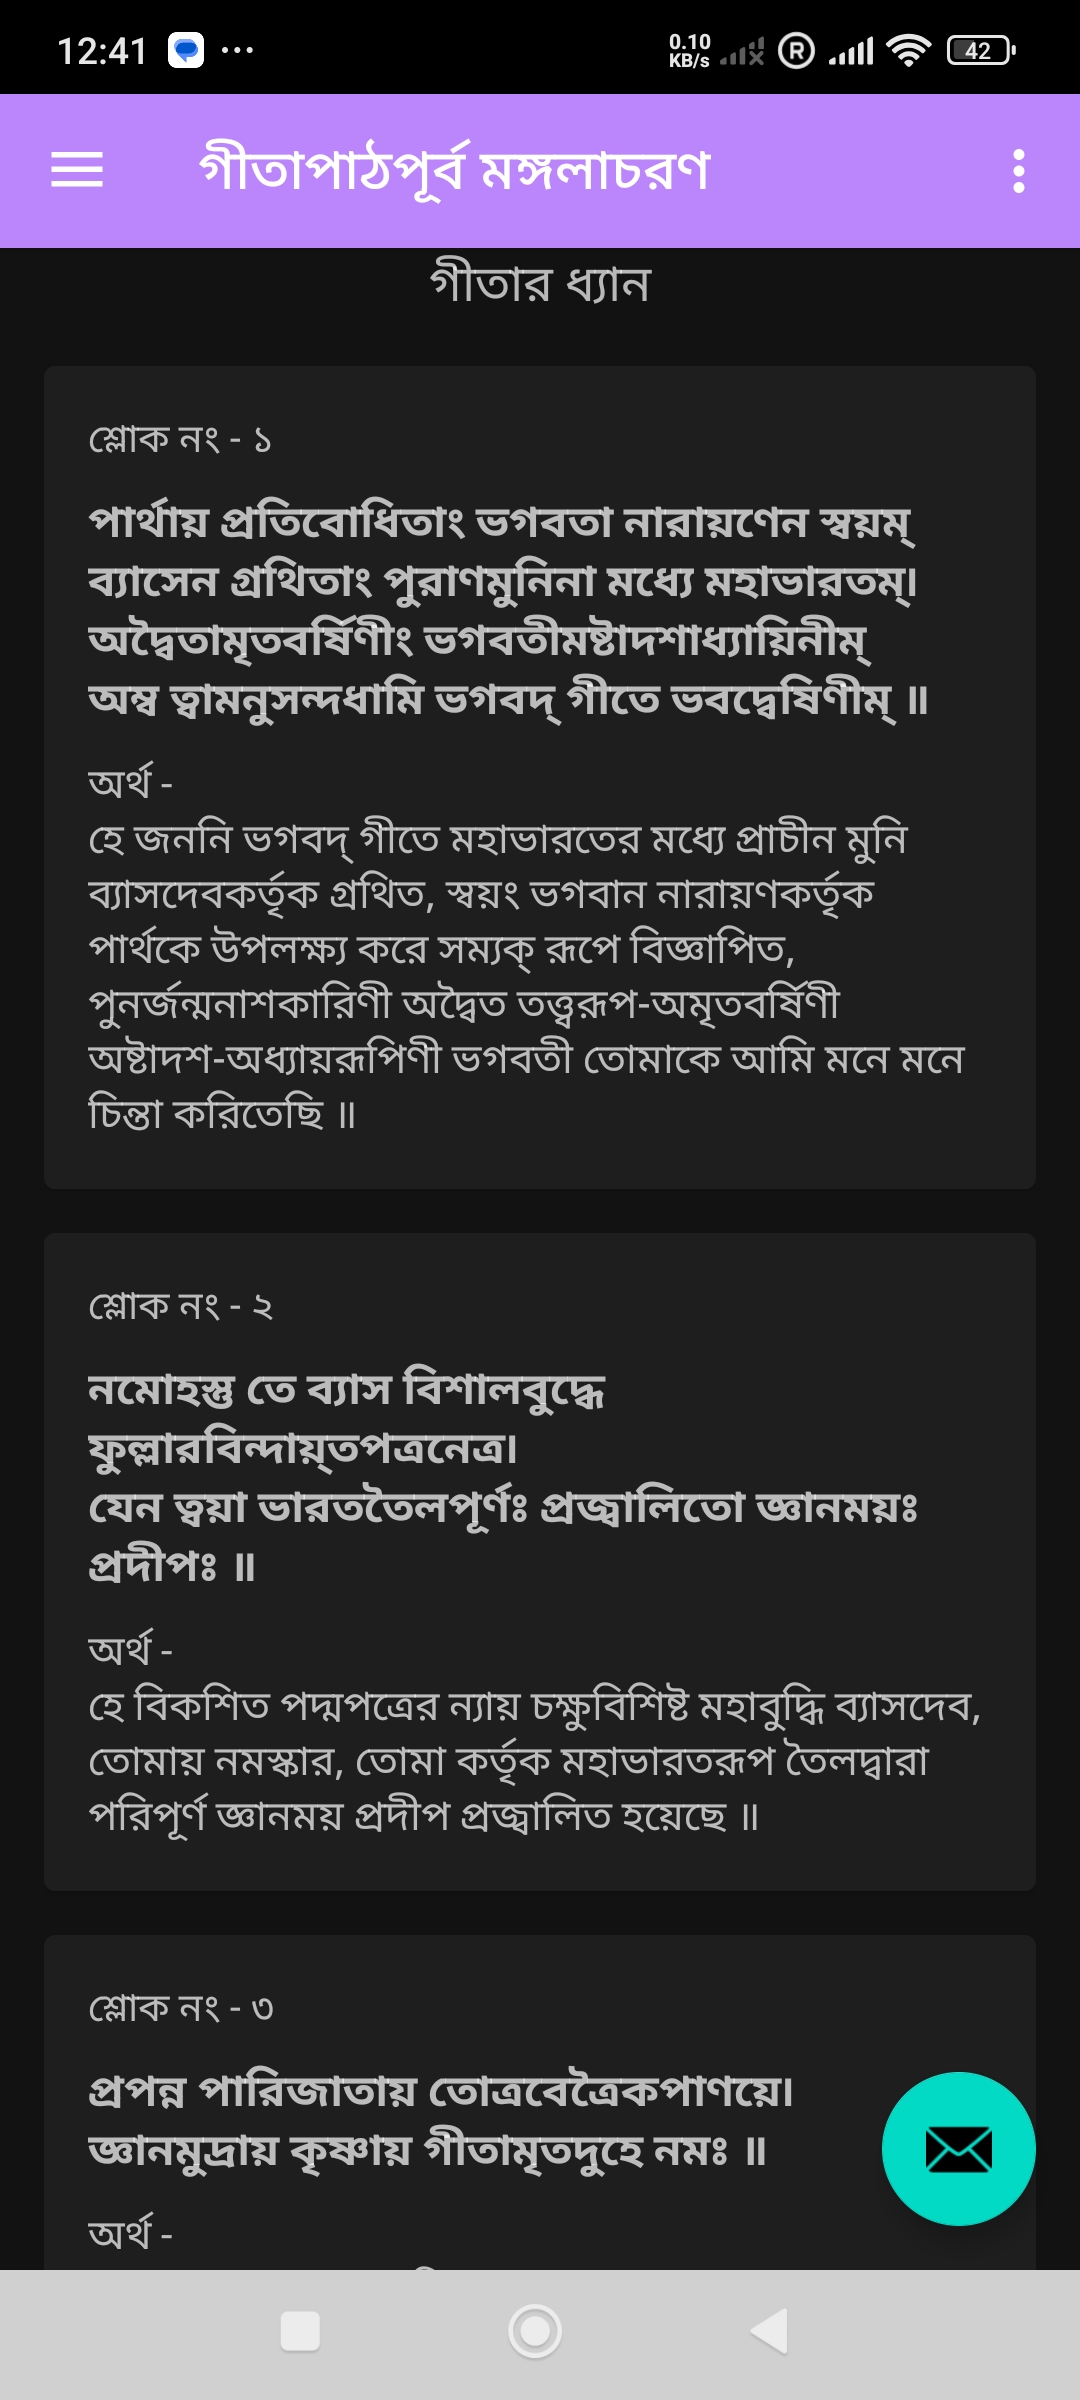 12:41
0.10
KB/s
R
42
গীতাপাঠপূর্ব মঙ্গলাচরণ
গীতার ধ্যান
শ্লোক নং - ১
পার্থায় প্রতিবোধিতাং ভগবতা নারায়ণেন স্বয়ম্
ব্যাসেন গ্রথিতাং পুরাণমুনিনা মধ্যে মহাভারতম্।
অদ্বৈতামৃতবর্ষিণীং ভগবতীমষ্টাদশাধ্যায়িনীম্
অম্ব ত্বামনুসন্দধামি ভগবদ্ গীতে ভবদ্বেষিণীম্ ॥
অর্থ -
হে জননি ভগবদ্ গীতে মহাভারতের মধ্যে প্রাচীন মুনি
ব্যাসদেবকর্তৃক গ্রথিত, স্বয়ং ভগবান নারায়ণকর্তৃক
পার্থকে উপলক্ষ্য করে সম্যক্ রূপে বিজ্ঞাপিত,
পুনর্জন্মনাশকারিণী অদ্বৈত তত্ত্বরূপ-অমৃতবর্ষিণী
অষ্টাদশ-অধ্যায়রূপিণী ভগবতী তোমাকে আমি মনে মনে
চিন্তা করিতেছি ॥
শ্লোক নং - ২
নমোহস্তু তে ব্যাস বিশালবুদ্ধে
ফুল্লারবিন্দায়্তপত্রনেত্র।
যেন ত্বয়া ভারততৈলপূর্ণঃ প্রজ্বালিতো জ্ঞানময়ঃ
প্রদীপঃ ॥
অর্থ -
হে বিকশিত পদ্মপত্রের ন্যায় চক্ষুবিশিষ্ট মহাবুদ্ধি ব্যাসদেব,
তোমায় নমস্কার, তোমা কর্তৃক মহাভারতরূপ তৈলদ্বারা
পরিপূর্ণ জ্ঞানময় প্রদীপ প্রজ্বালিত হয়েছে ॥
শ্লোক নং - ৩
প্রপন্ন পারিজাতায় তোত্রবেত্রৈকপাণয়ে।
জ্ঞানমুদ্রায় কৃষ্ণায় গীতামৃতদুহে নমঃ ॥
অর্থ -